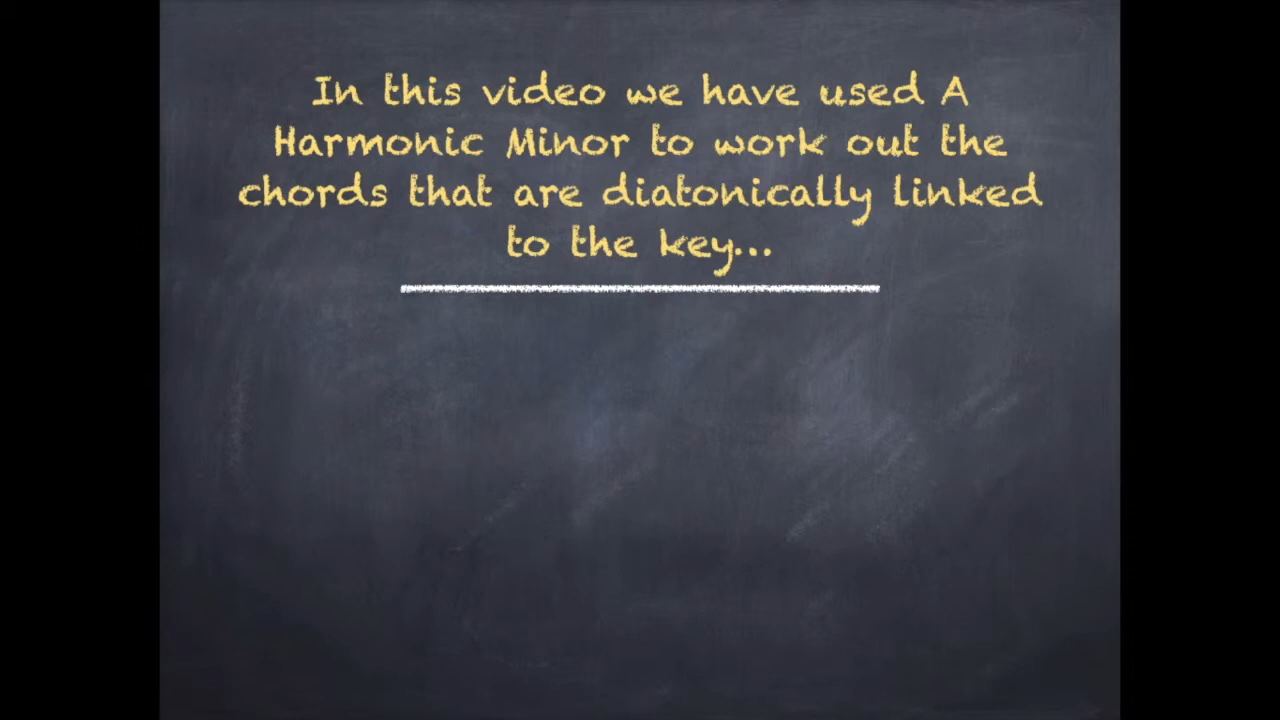 In this video we have used A
Harmonic Minor to work out the
chords that are diatonically linked
to the key...